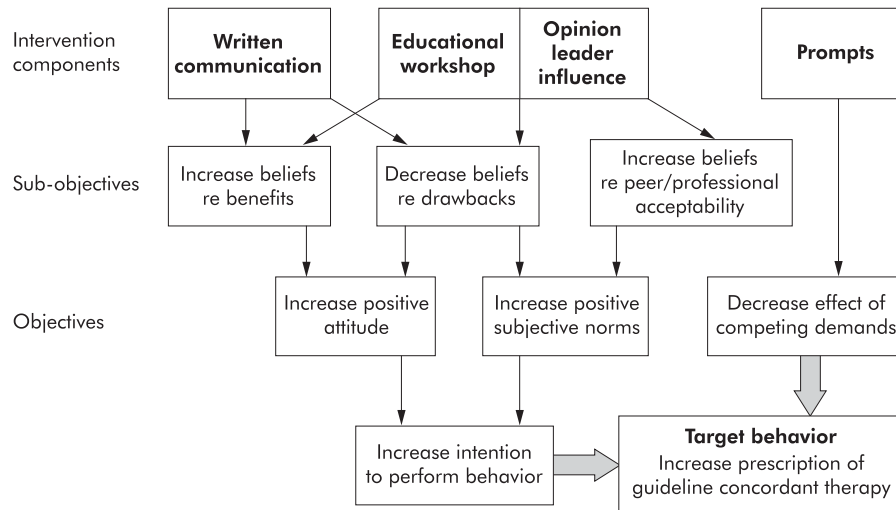 Intervention
components
Written
communication
Educational
workshop
Opinion
leader
influence
Prompts
Sub-objectives
Increase beliefs
re benefits
Decrease beliefs
re drawbacks
Increase beliefs
re peer/professional
acceptability
Objectives
Increase positive
attitude
Increase positive
subjective norms
Decrease effect of
competing demands
Increase intention
to perform behavior
Target behavior
Increase prescription of
guideline concordant therapy